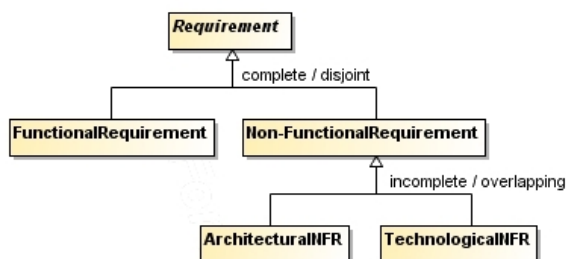 Requirement
complete / disjoint
FunctionalRequirement
Non-FunctionalRequirement
incomplete / overlapping
ArchitecturalNFR
TechnologicalNFR